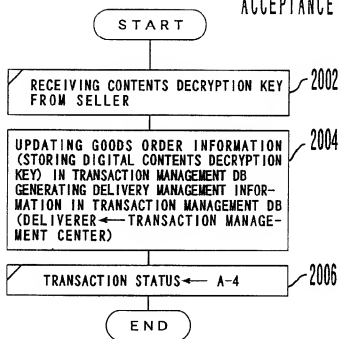 ACCEPTANCE
START
RECEIVING CONTENTS DECRYPTION KEY
FROM SELLER
2002
UPDATING GOODS ORDER INFORMATION
(STORING DIGITAL CONTENTS DECRYPTION
KEY) IN TRANSACTION MANAGEMENT DB
GENERATING DELIVERY MANAGEMENT INFOR-
MATION IN TRANSACTION MANAGEMENT DB
(DELIVERER ← TRANSACTION MANAGE-
MENT CENTER)
2004
TRANSACTION STATUS ← A-4
2006
END